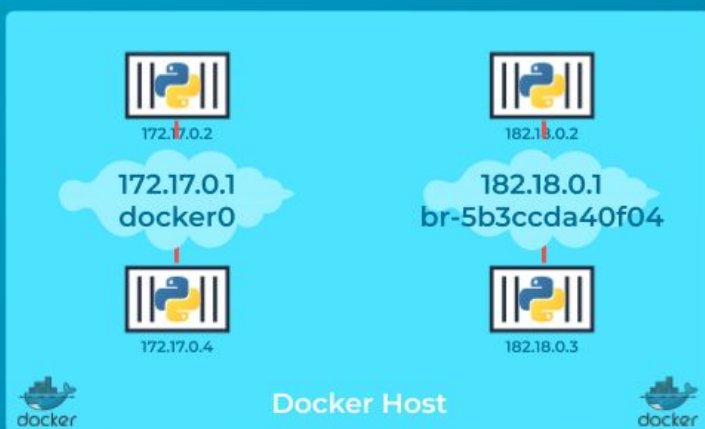 172.17.0.2
182.18.0.2
172.17.0.1
docker0
182.18.0.1
br-5b3ccda40f04
172.17.0.4
182.18.0.3
docker
Docker Host
docker